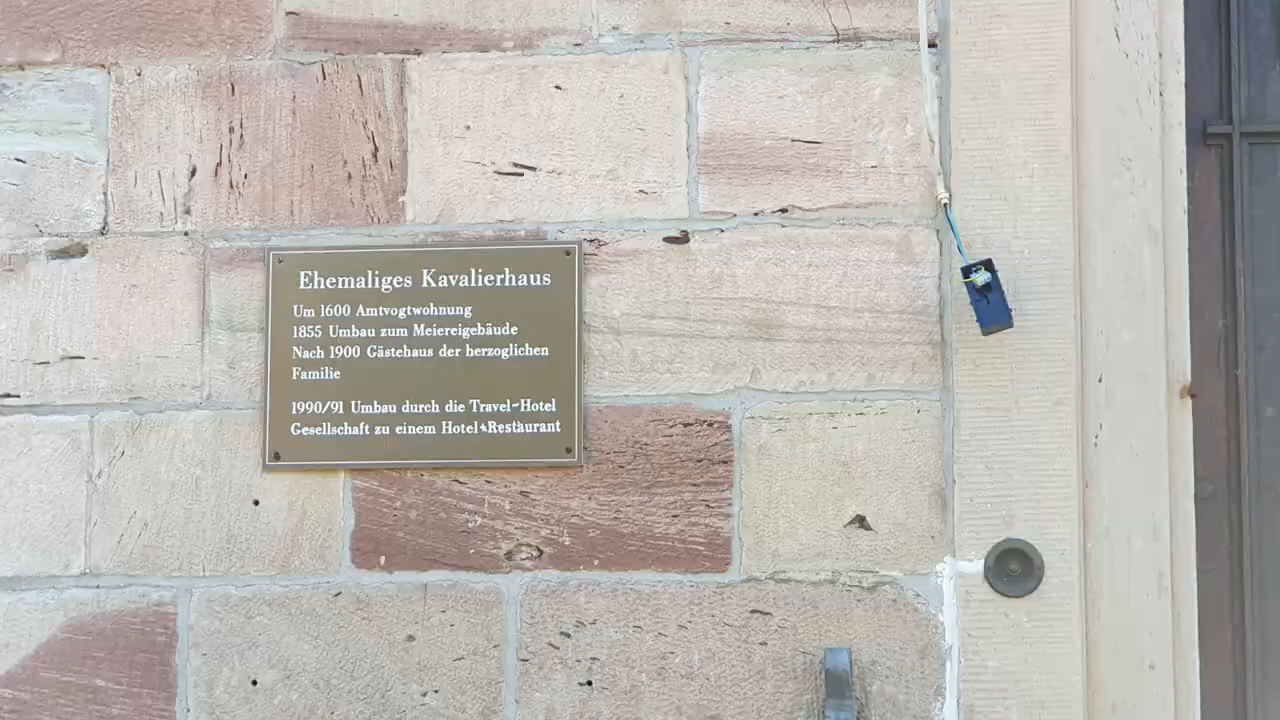 Ehemaliges Kavalierhaus
Um 1600 Amtvogtwohnung
1855 Umbau zum Meiereigebäude
Nach 1900 Gästehaus der herzoglichen
Familie
1990/91 Umbau durch die Travel-Hotel
Gesellschaft zu einem Hotel+Restaurant